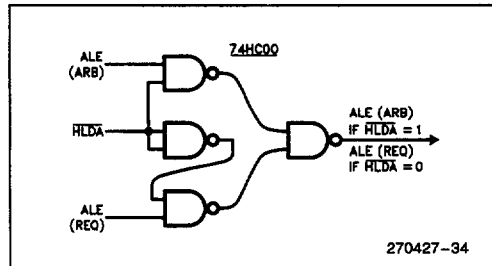 ALE
(ARB)
74HC00
HLDA
ALE
(REQ)
ALE (ARB)
IF HLDA = 1
ALE (REQ)
IF HLDA = 0
270427-34